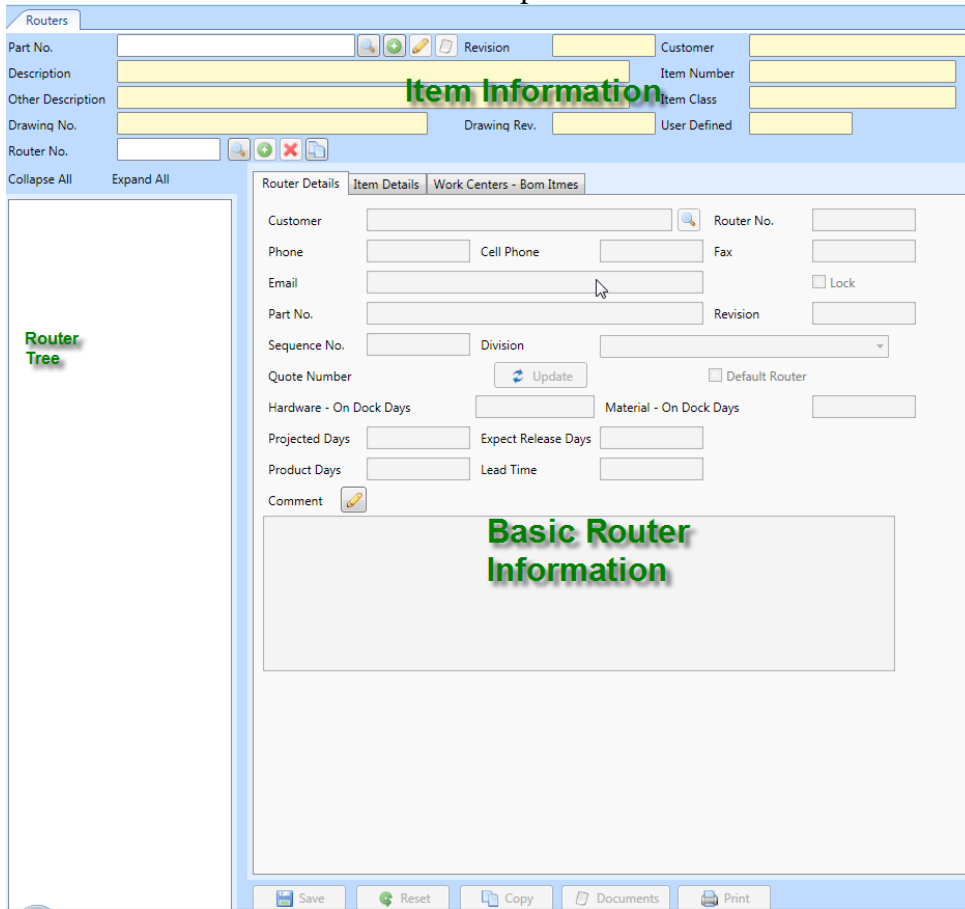 Routers
Part No. Revision Customer
Description Item Number
Item Information
Other Description Item Class
Drawing No. Drawing Rev. User Defined
Router No.
Collapse All Expand All
Router Details Item Details Work Centers - Bom Itmes
Customer Router No.
Phone Cell Phone Fax
Email Lock
Part No. Revision
Router
Tree
Sequence No. Division
Quote Number Update Default Router
Hardware - On Dock Days Material - On Dock Days
Projected Days Expect Release Days
Product Days Lead Time
Comment
Basic Router
Information
Save Reset Copy Documents Print